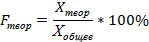 Fтвор = Xтвор / Xобщее * 100%